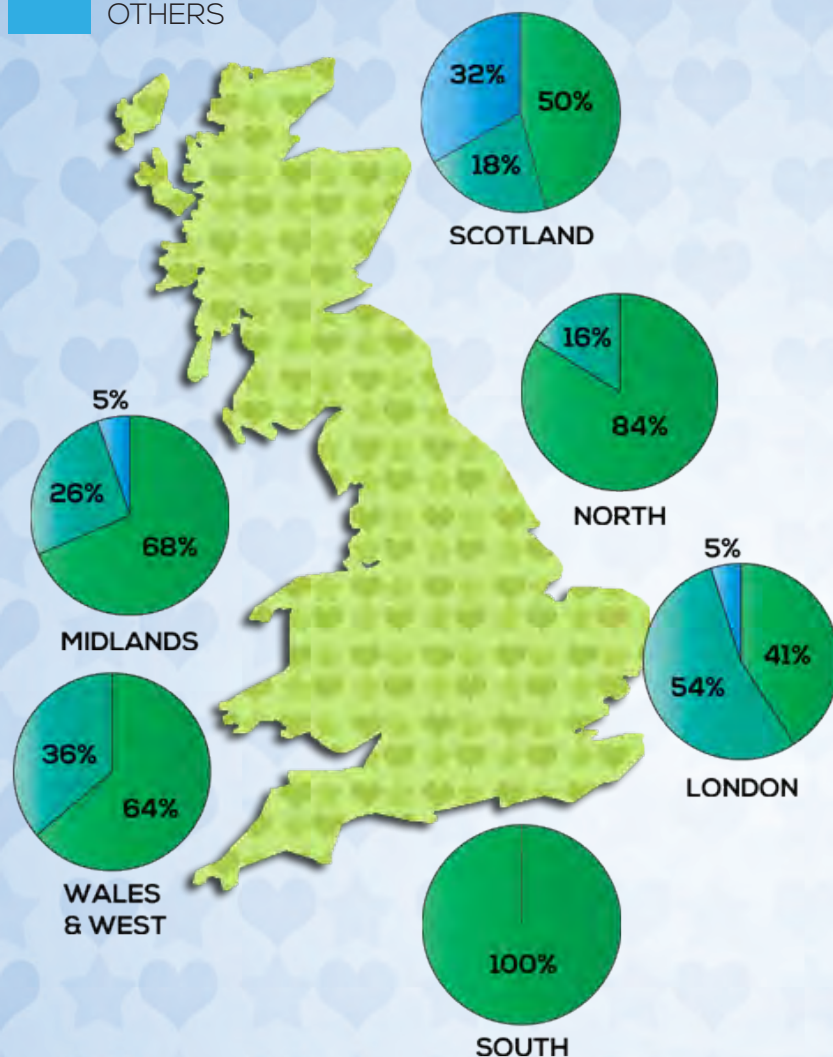 OTHERS
32%
50%
18%
SCOTLAND
16%
84%
NORTH
5%
26%
68%
MIDLANDS
5%
41%
54%
LONDON
36%
64%
WALES
& WEST
100%
SOUTH